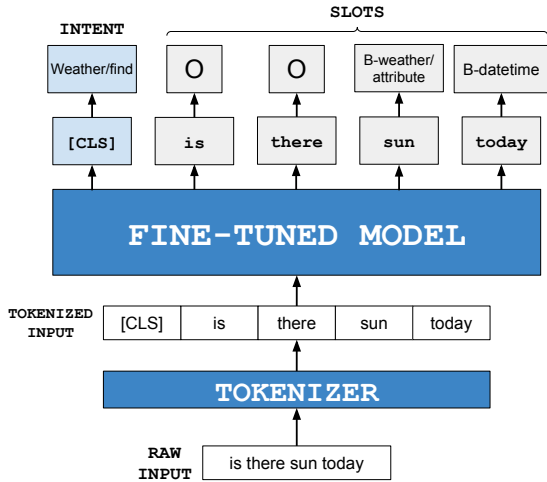 SLOTS
INTENT
Weather/find
O
O
B-weather/
attribute
B-datetime
[CLS]
is
there
sun
today
FINE-TUNED MODEL
TOKENIZED
INPUT
[CLS]
is
there
sun
today
TOKENIZER
RAW
INPUT
is there sun today